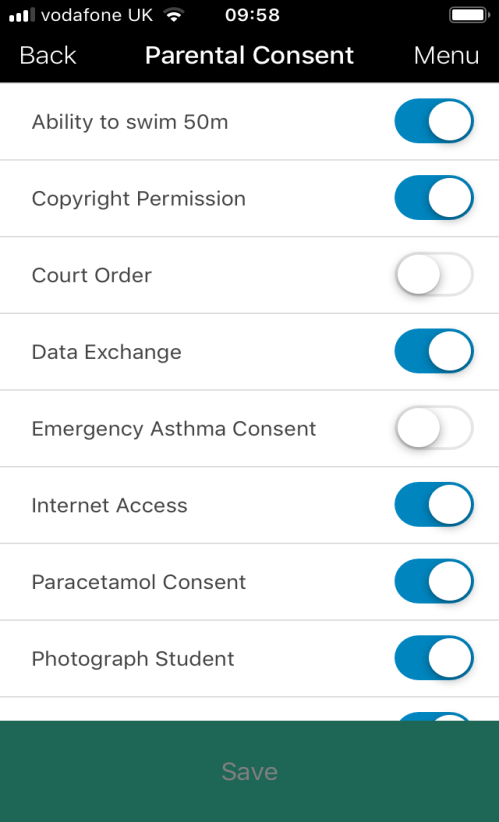 vodafone UK 09:58
Back Parental Consent Menu
Ability to swim 50m
Copyright Permission
Court Order
Data Exchange
Emergency Asthma Consent
Internet Access
Paracetamol Consent
Photograph Student
Save